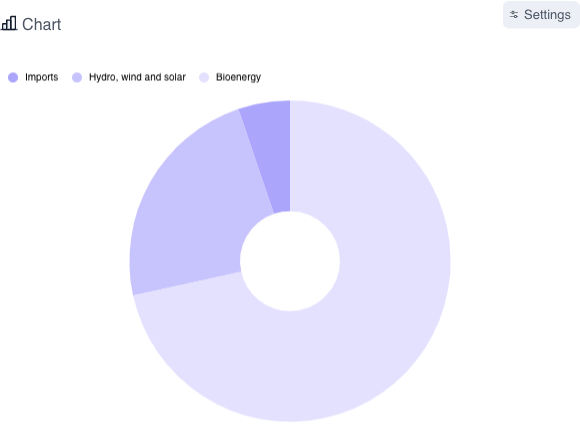 Chart
Settings
Imports
Hydro, wind and solar
Bioenergy